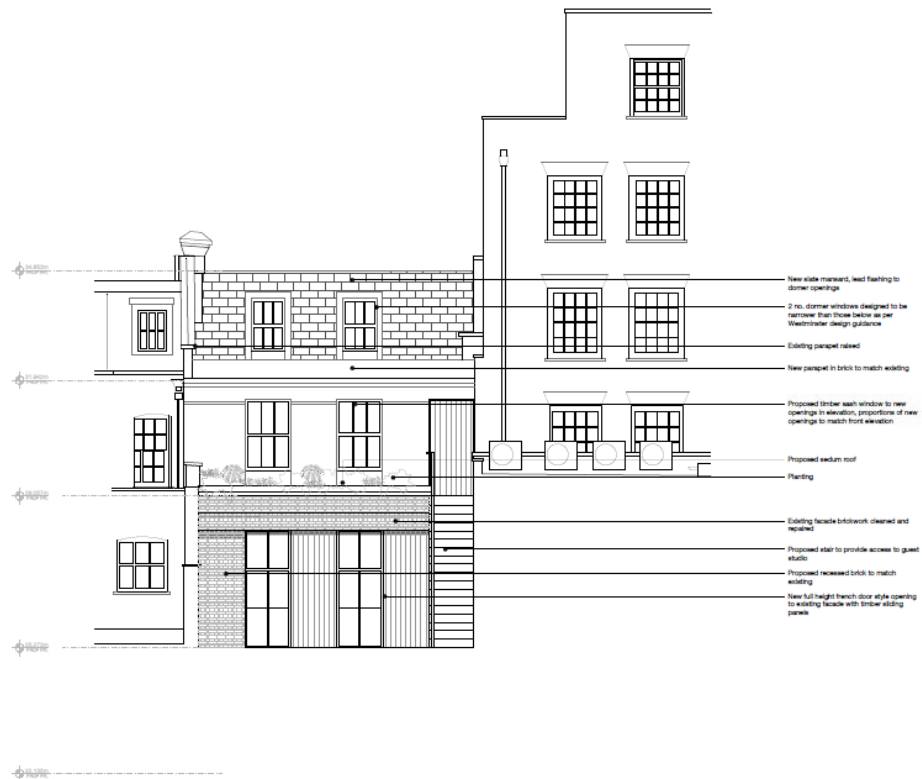 New slate mansard, lead flashing to
dormer openings
2 no. dormer windows designed to be
narrower than those below as per
Westminster design guidance
Existing parapet raised
New parapet in brick to match existing
Proposed timber sash window to new
openings in elevation, proportions of new
openings to match front elevation
Proposed sedum roof
Planting
Existing facade brickwork cleaned and
repaired
Proposed stair to provide access to guest
studio
Proposed recessed brick to match
existing
New full height french door style opening
to existing facade with timber sliding
panels